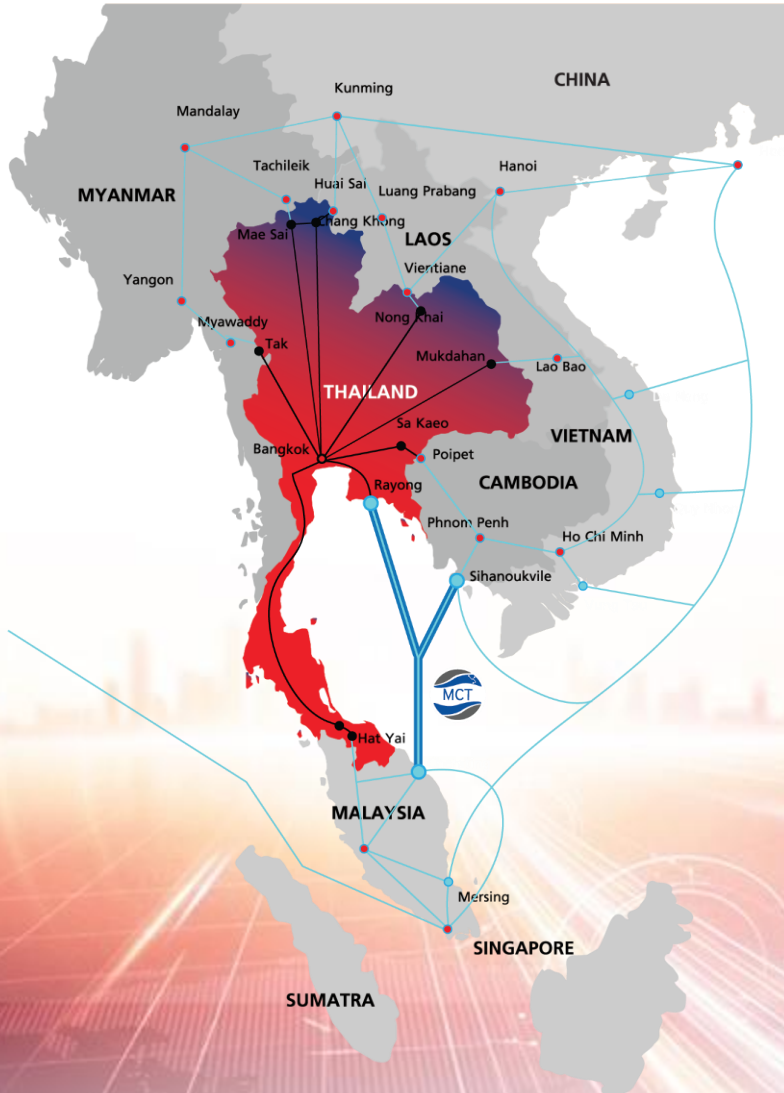 CHINA
Kunming
Mandalay
Tachileik
Hanoi
Huai Sai
Luang Prabang
MYANMAR
Chang Khong
Mae Sai
LAOS
Vientiane
Yangon
Nong Khai
Myawaddy
Tak
Mukdahan
Lao Bao
THAILAND
Sa Kaeo
VIETNAM
Bangkok
Poipet
CAMBODIA
Rayong
Phnom Penh
Ho Chi Minh
Sihanoukvile
MCT
Hat Yai
MALAYSIA
Mersing
SINGAPORE
SUMATRA